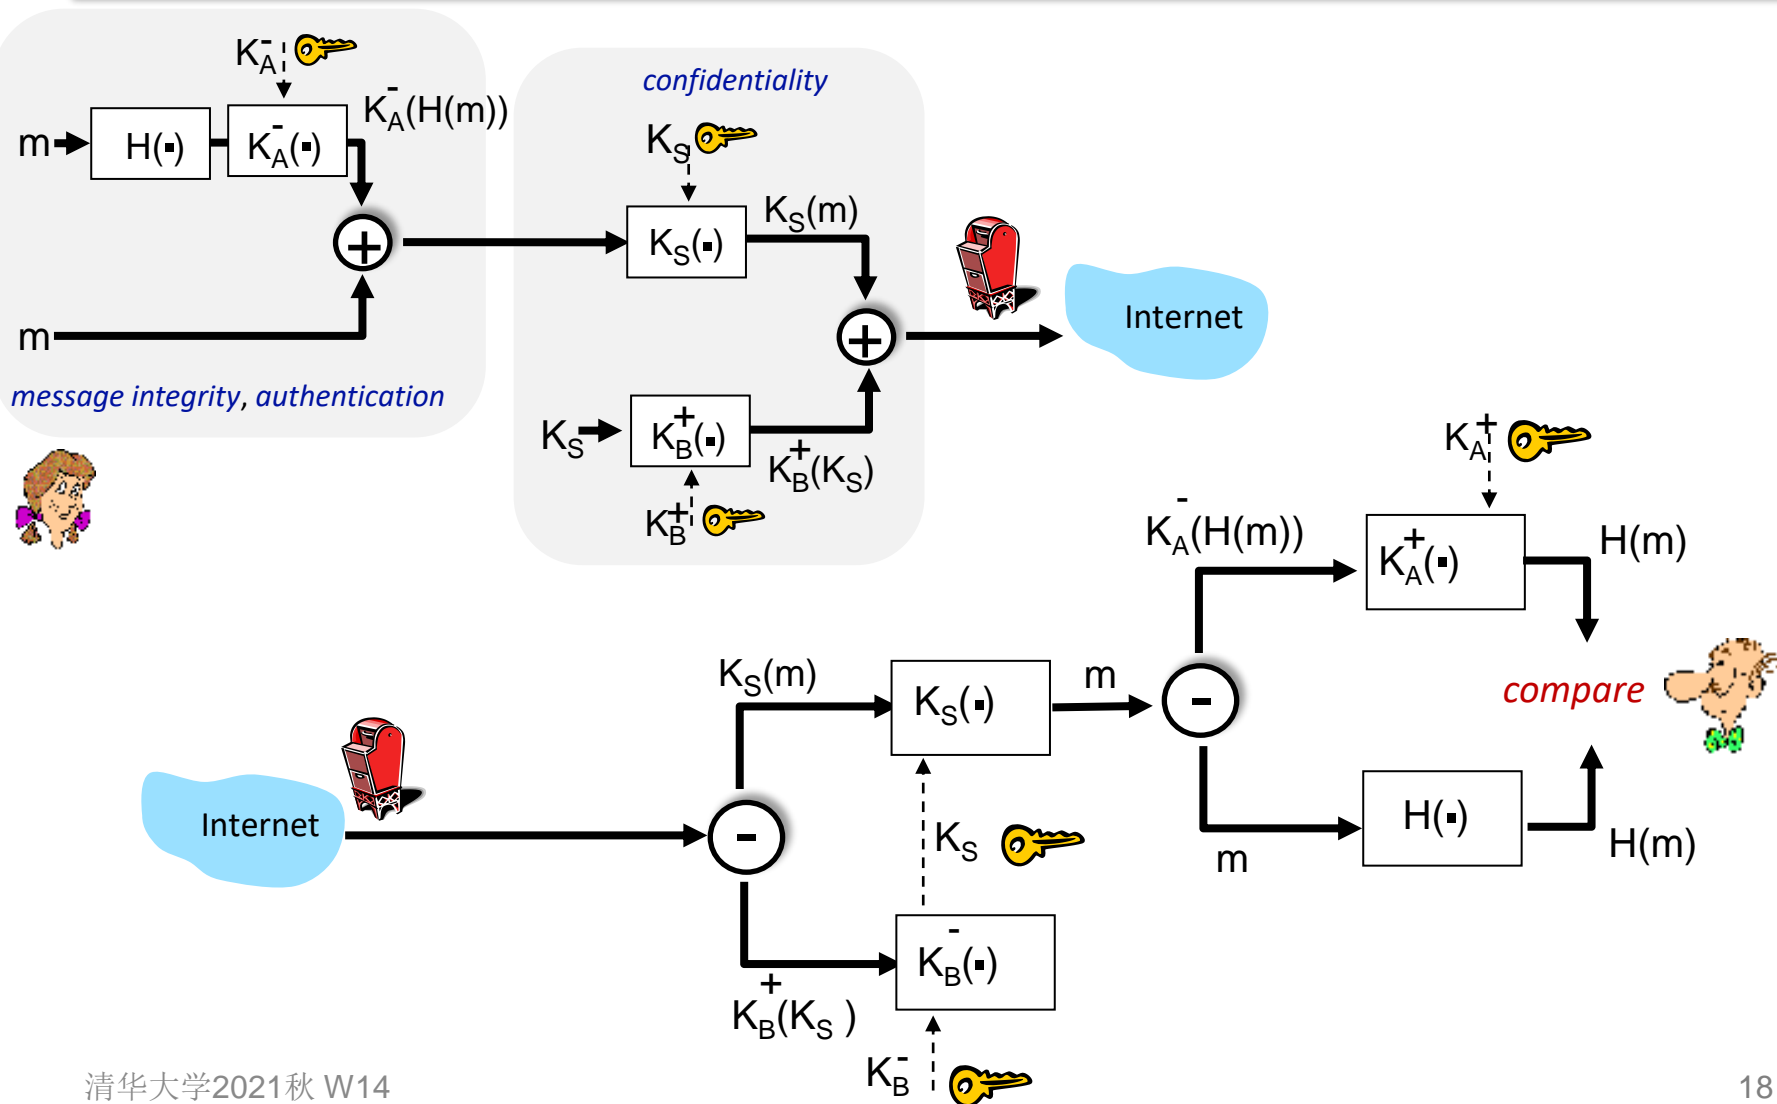 K_A^-
confidentiality
K_A^-(H(m))
m
H(▪)
K_A^-(▪)
K_S
K_S(m)
K_S(▪)
m
Internet
message integrity, authentication
K_S
K_B^+(▪)
K_B^+(K_S)
K_B^+
K_A^+
K_A^-(H(m))
K_A^+(▪)
H(m)
K_S(m)
K_S(▪)
m
compare
Internet
K_S
m
H(▪)
H(m)
K_B^-(▪)
K_B^+(K_S )
K_B^-
清华大学2021秋 W14
18